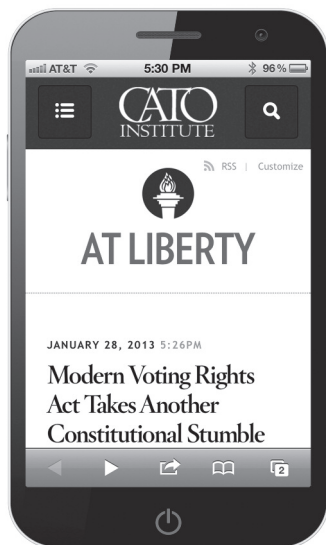 AT&T 5:30 PM 96%
CATO
INSTITUTE
RSS | Customize
AT LIBERTY
JANUARY 28, 2013 5:26PM
Modern Voting Rights
Act Takes Another
Constitutional Stumble
2